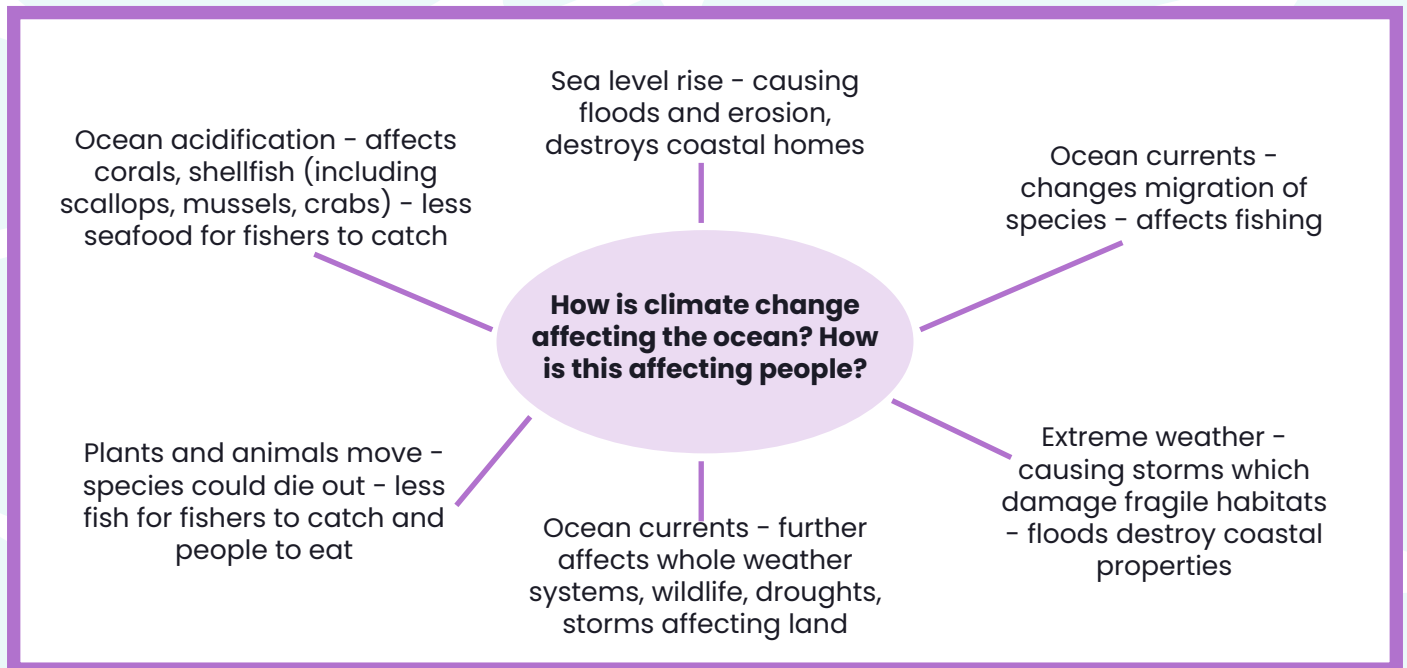 Sea level rise - causing
floods and erosion,
destroys coastal homes
Ocean acidification - affects
corals, shellfish (including
scallops, mussels, crabs) - less
seafood for fishers to catch
Ocean currents -
changes migration of
species - affects fishing
How is climate change
affecting the ocean? How
is this affecting people?
Plants and animals move -
species could die out - less
fish for fishers to catch and
people to eat
Ocean currents - further
affects whole weather
systems, wildlife, droughts,
storms affecting land
Extreme weather -
causing storms which
damage fragile habitats
- floods destroy coastal
properties